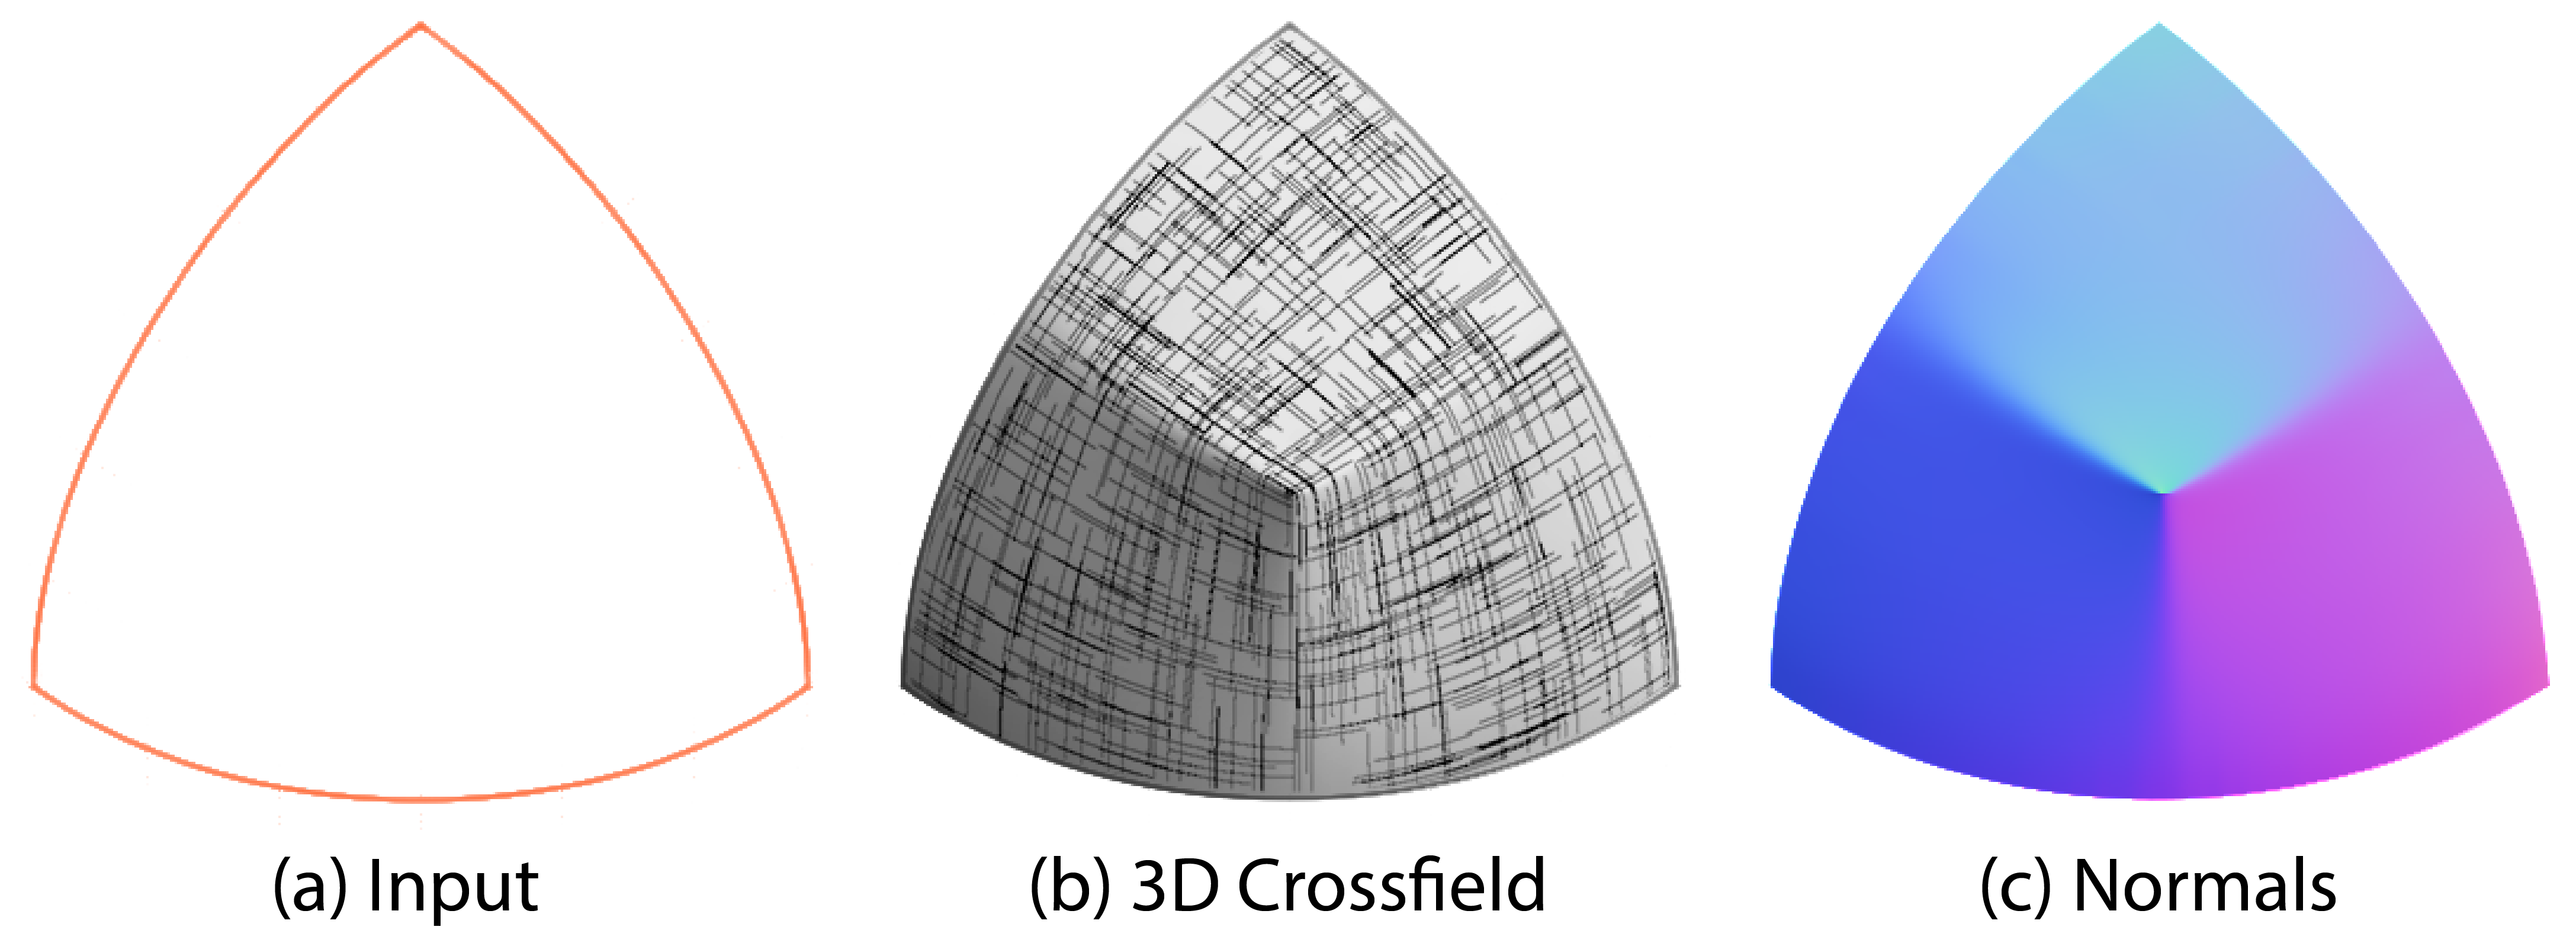 (a) Input
(b) 3D Crossfield
(c) Normals